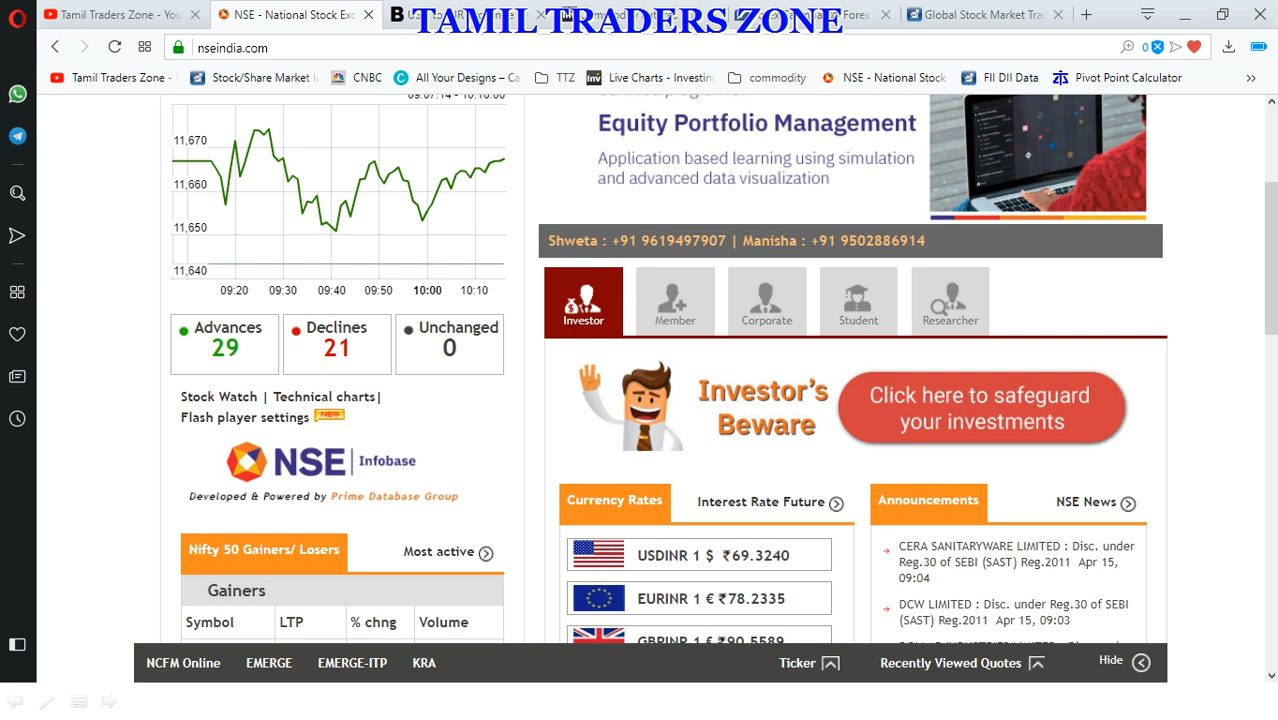 TAMIL TRADERS ZONE
Tamil Traders Zone - You
NSE - National Stock Exc
Global Stock Market Tra
nseindia.com
0
Tamil Traders Zone -
Stock/Share Market I
CNBC
All Your Designs – Ca
TTZ
Live Charts - Investing
commodity
NSE - National Stock
FII DII Data
Pivot Point Calculator
11,670
11,660
11,650
11,640
09:20 09:30 09:40 09:50 10:00 10:10
Advances
29
Declines
21
Unchanged
0
Stock Watch | Technical charts|
Flash player settings NEW
NSE Infobase
Developed & Powered by Prime Database Group
Nifty 50 Gainers/ Losers
Most active
Gainers
Symbol LTP % chng Volume
Equity Portfolio Management
Application based learning using simulation
and advanced data visualization
Shweta : +91 9619497907 | Manisha : +91 9502886914
Investor
Member
Corporate
Student
Researcher
Investor's
Beware
Click here to safeguard
your investments
Currency Rates
Interest Rate Future
USDINR 1 $ ₹69.3240
EURINR 1 € ₹78.2335
GBPINR 1 £ ₹90.5589
Announcements
NSE News
CERA SANITARYWARE LIMITED : Disc. under
Reg.30 of SEBI (SAST) Reg.2011 Apr 15,
09:04
DCW LIMITED : Disc. under Reg.30 of SEBI
(SAST) Reg.2011 Apr 15, 09:03
NCFM Online
EMERGE
EMERGE-ITP
KRA
Ticker
Recently Viewed Quotes
Hide